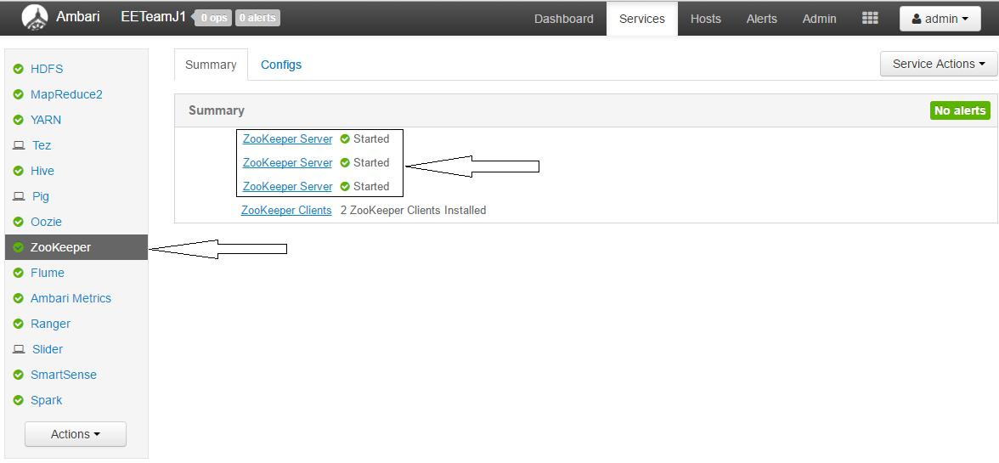 Ambari EETeamJ1 0 ops 0 alerts Dashboard Services Hosts Alerts Admin admin
HDFS
MapReduce2
YARN
Tez
Hive
Pig
Oozie
ZooKeeper
Flume
Ambari Metrics
Ranger
Slider
SmartSense
Spark
Actions
Summary Configs Service Actions
Summary No alerts
ZooKeeper Server Started
ZooKeeper Server Started
ZooKeeper Server Started
ZooKeeper Clients 2 ZooKeeper Clients Installed